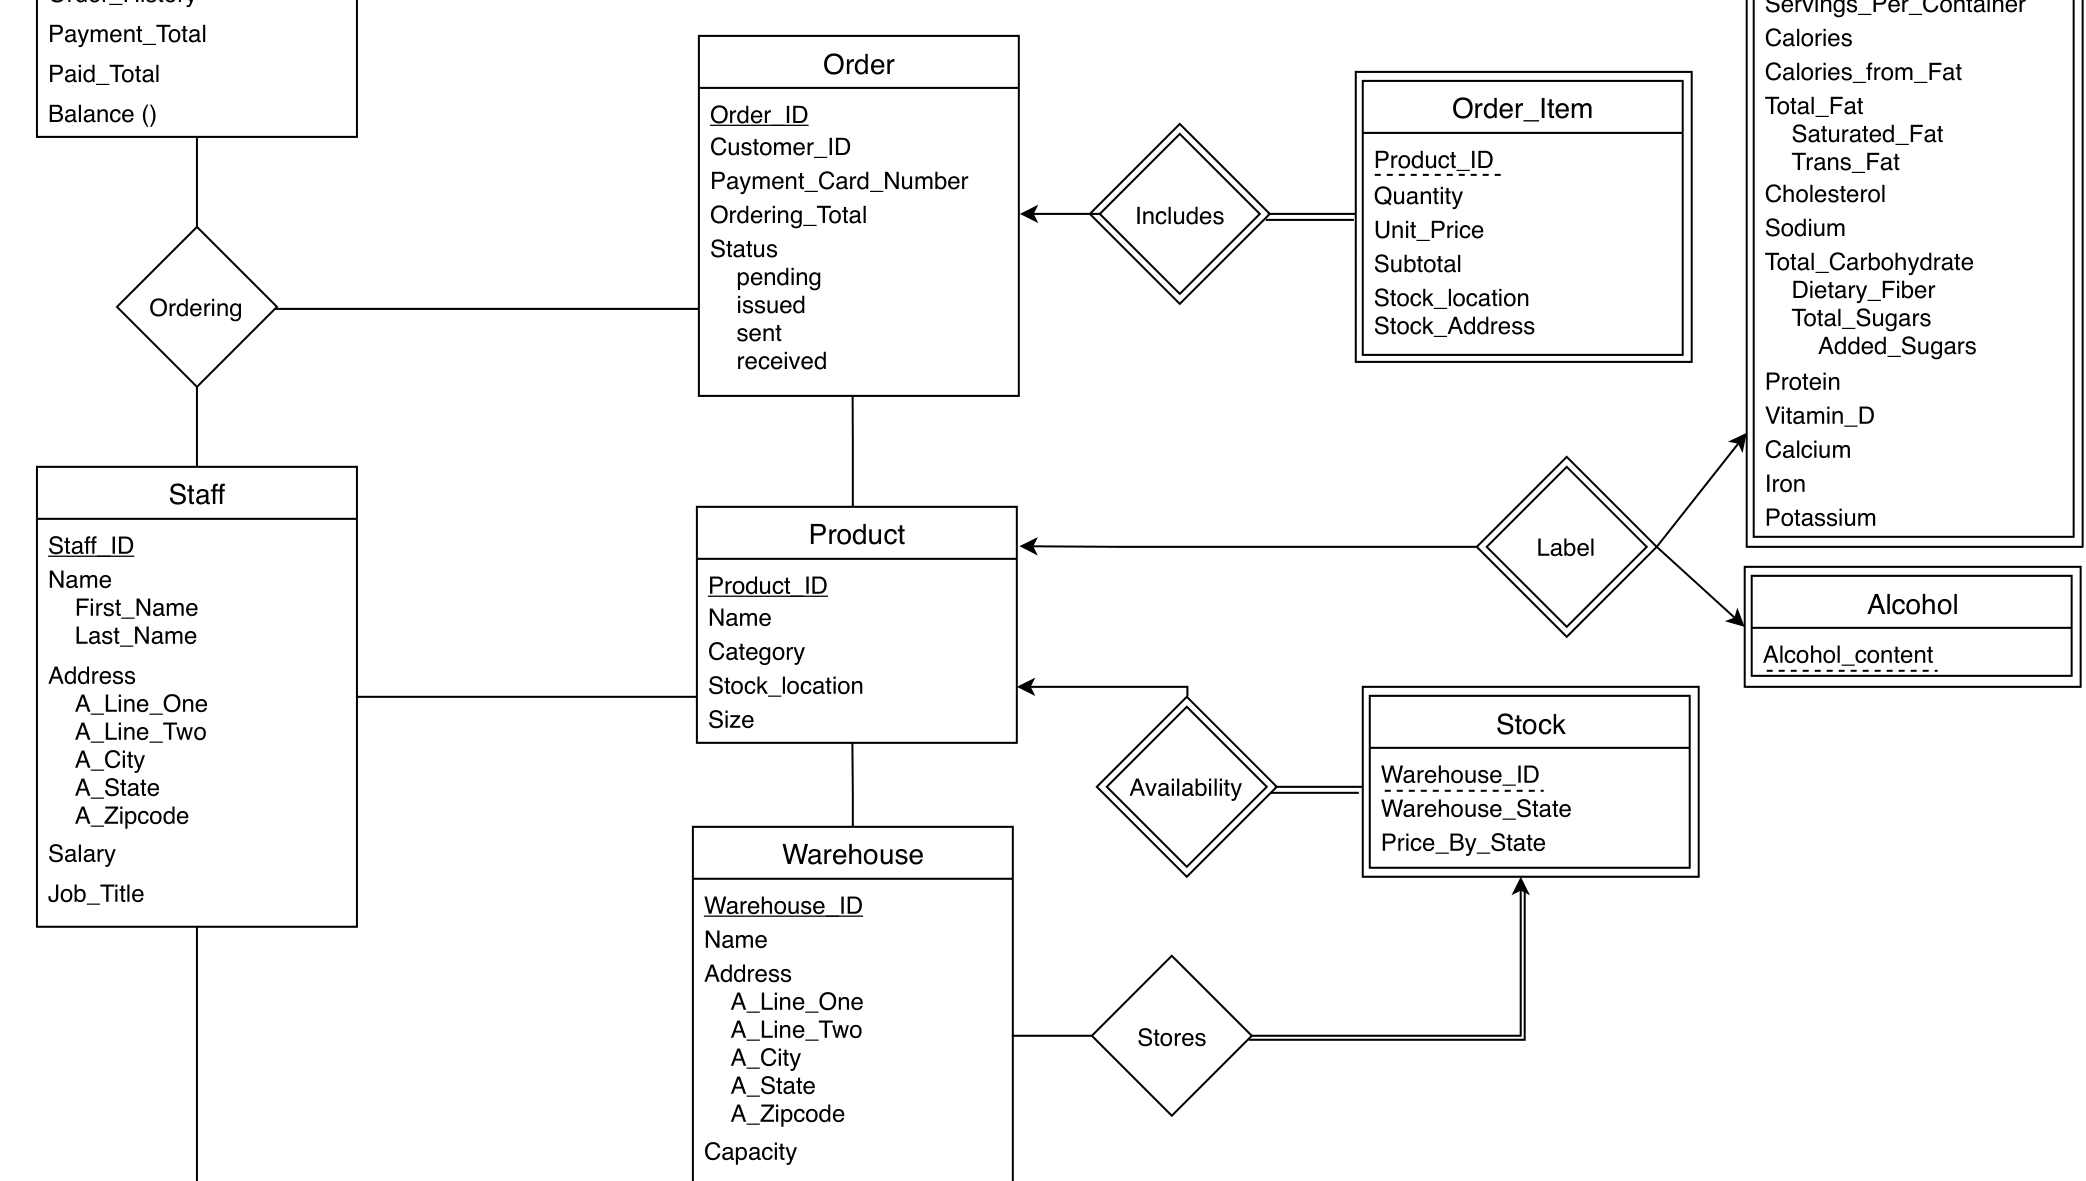 Order_History
Payment_Total
Paid_Total
Balance ()
Ordering
Staff
Staff_ID
Name
First_Name
Last_Name
Address
A_Line_One
A_Line_Two
A_City
A_State
A_Zipcode
Salary
Job_Title
Order
Order_ID
Customer_ID
Payment_Card_Number
Ordering_Total
Status
pending
issued
sent
received
Product
Product_ID
Name
Category
Stock_location
Size
Warehouse
Warehouse_ID
Name
Address
A_Line_One
A_Line_Two
A_City
A_State
A_Zipcode
Capacity
Includes
Order_Item
Product_ID
Quantity
Unit_Price
Subtotal
Stock_location
Stock_Address
Label
Availability
Stock
Warehouse_ID
Warehouse_State
Price_By_State
Stores
Servings_Per_Container
Calories
Calories_from_Fat
Total_Fat
Saturated_Fat
Trans_Fat
Cholesterol
Sodium
Total_Carbohydrate
Dietary_Fiber
Total_Sugars
Added_Sugars
Protein
Vitamin_D
Calcium
Iron
Potassium
Alcohol
Alcohol_content